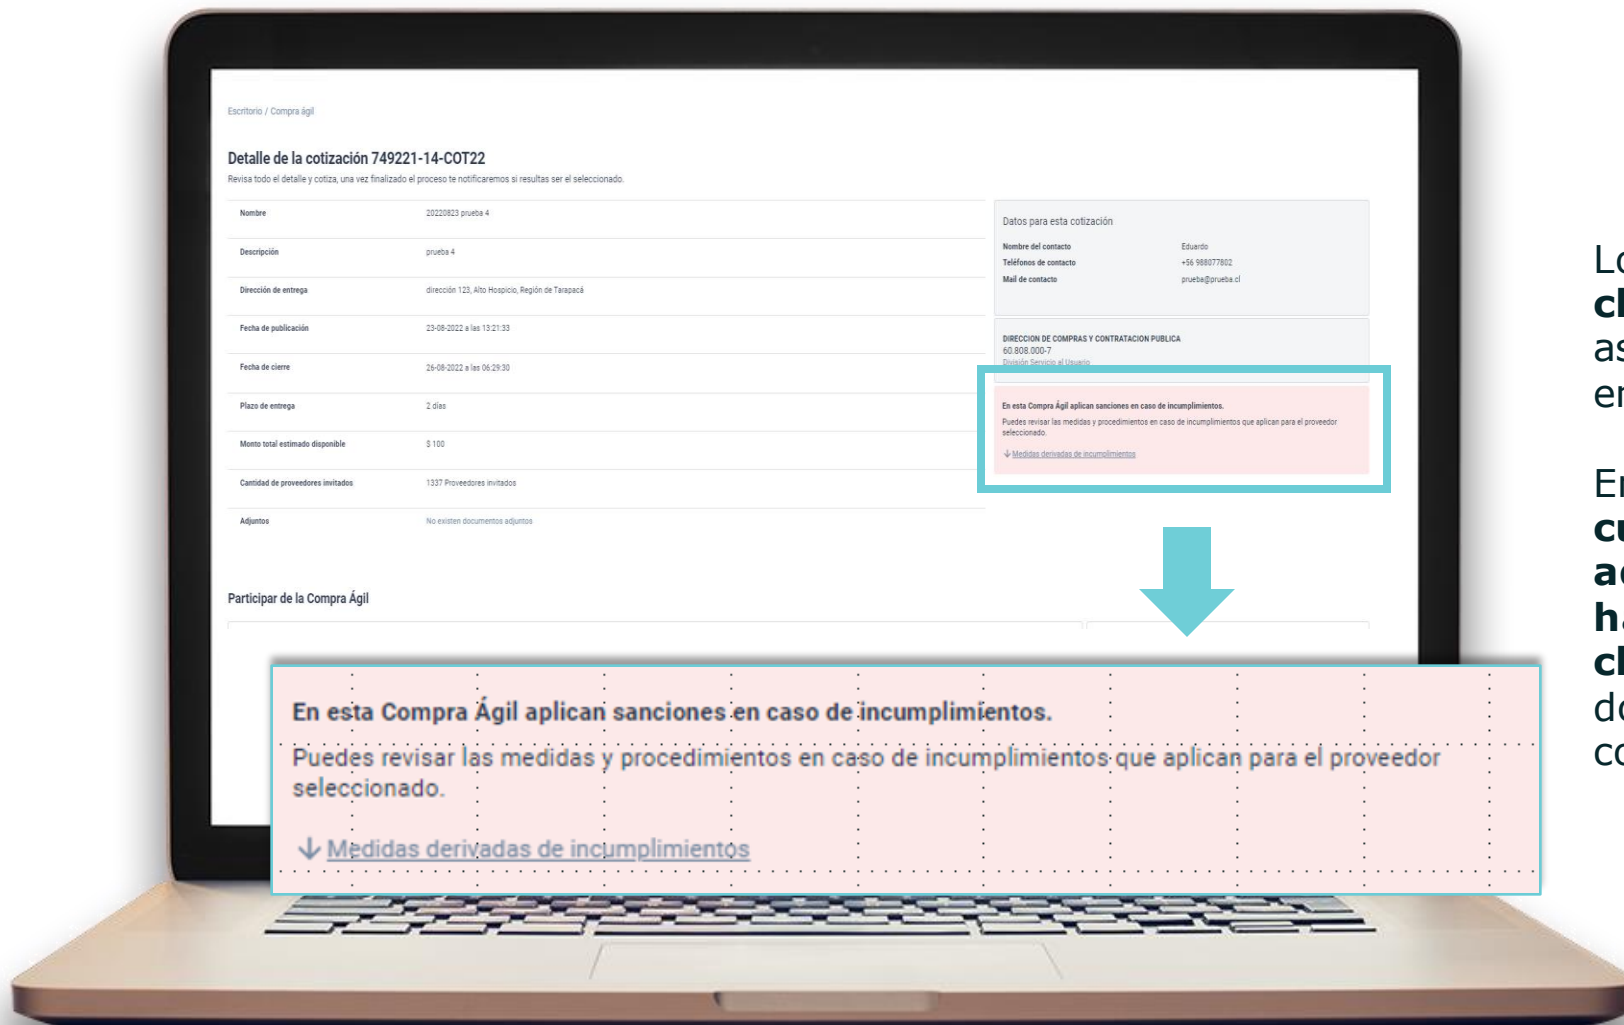 Escritorio / Compra ágil
Detalle de la cotización 749221-14-COT22
Revisa todo el detalle y cotiza, una vez finalizado el proceso te notificaremos si resultas ser el seleccionado.
Nombre 20220823 prueba 4
Descripción prueba 4
Dirección de entrega dirección 123, Alto Hospicio, Región de Tarapacá
Fecha de publicación 23-08-2022 a las 13:21:33
Fecha de cierre 26-08-2022 a las 06:29:30
Plazo de entrega 2 días
Monto total estimado disponible $ 100
Cantidad de proveedores invitados 1337 Proveedores invitados
Adjuntos No existen documentos adjuntos
Datos para esta cotización
Nombre del contacto Eduardo
Teléfonos de contacto +56 988077802
Mail de contacto prueba@prueba.cl
DIRECCION DE COMPRAS Y CONTRATACION PUBLICA
60.808.000-7
División Servicio al Usuario
En esta Compra Ágil aplican sanciones en caso de incumplimientos.
Puedes revisar las medidas y procedimientos en caso de incumplimientos que aplican para el proveedor
seleccionado.
Medidas derivadas de incumplimientos
Participar de la Compra Ágil
En esta Compra Ágil aplican sanciones en caso de incumplimientos.
Puedes revisar las medidas y procedimientos en caso de incumplimientos que aplican para el proveedor
seleccionado.
Medidas derivadas de incumplimientos